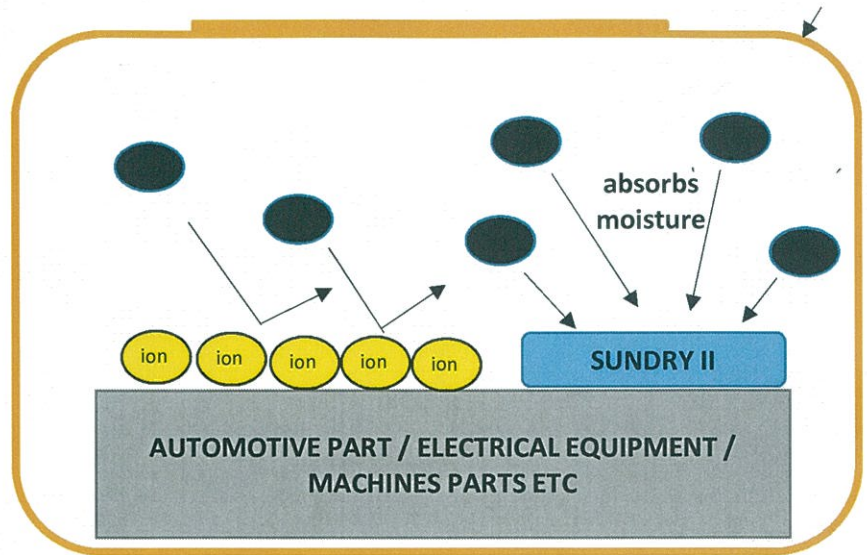 absorbs
moisture
ion ion ion ion ion
SUNDRY II
AUTOMOTIVE PART / ELECTRICAL EQUIPMENT /
MACHINES PARTS ETC